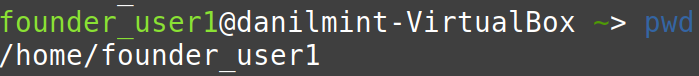 founder_user1@danilmint-VirtualBox ~> pwd
/home/founder_user1